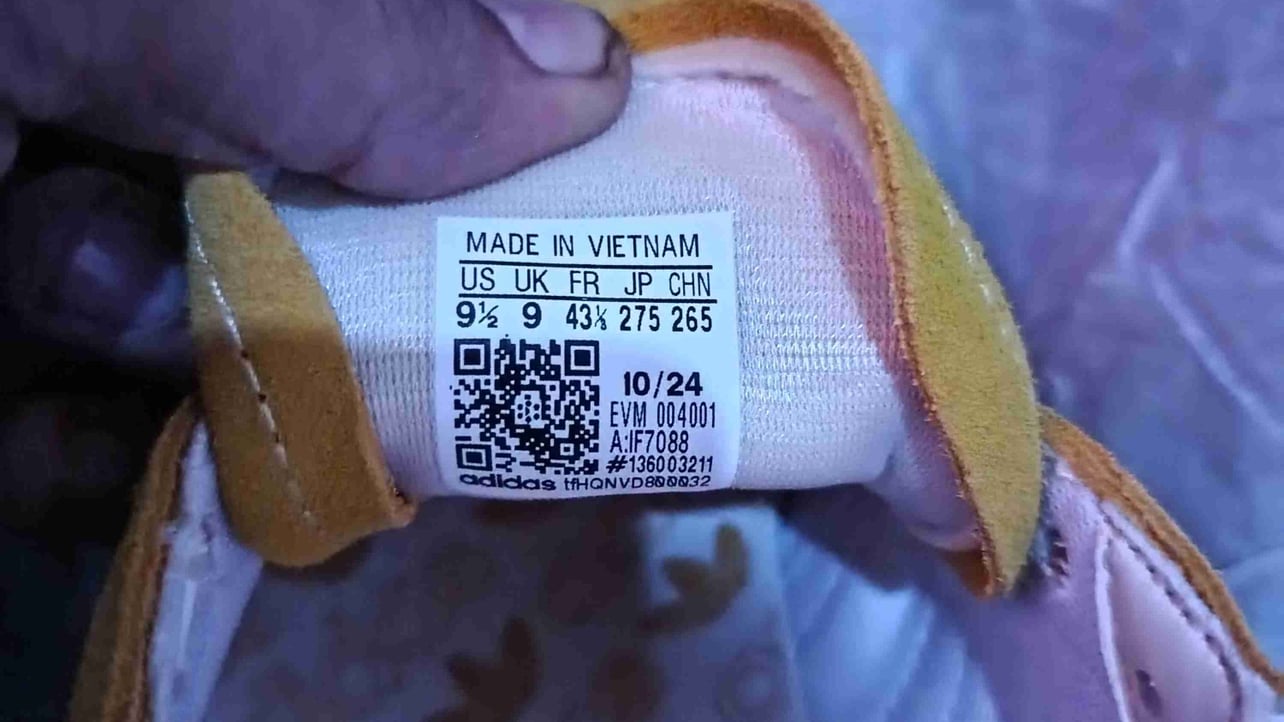 MADE IN VIETNAM
US UK FR JP CHN
9½ 9 43⅓ 275 265
10/24
EVM 004001
A:IF7088
#136003211
adidas tfHQNVD800032